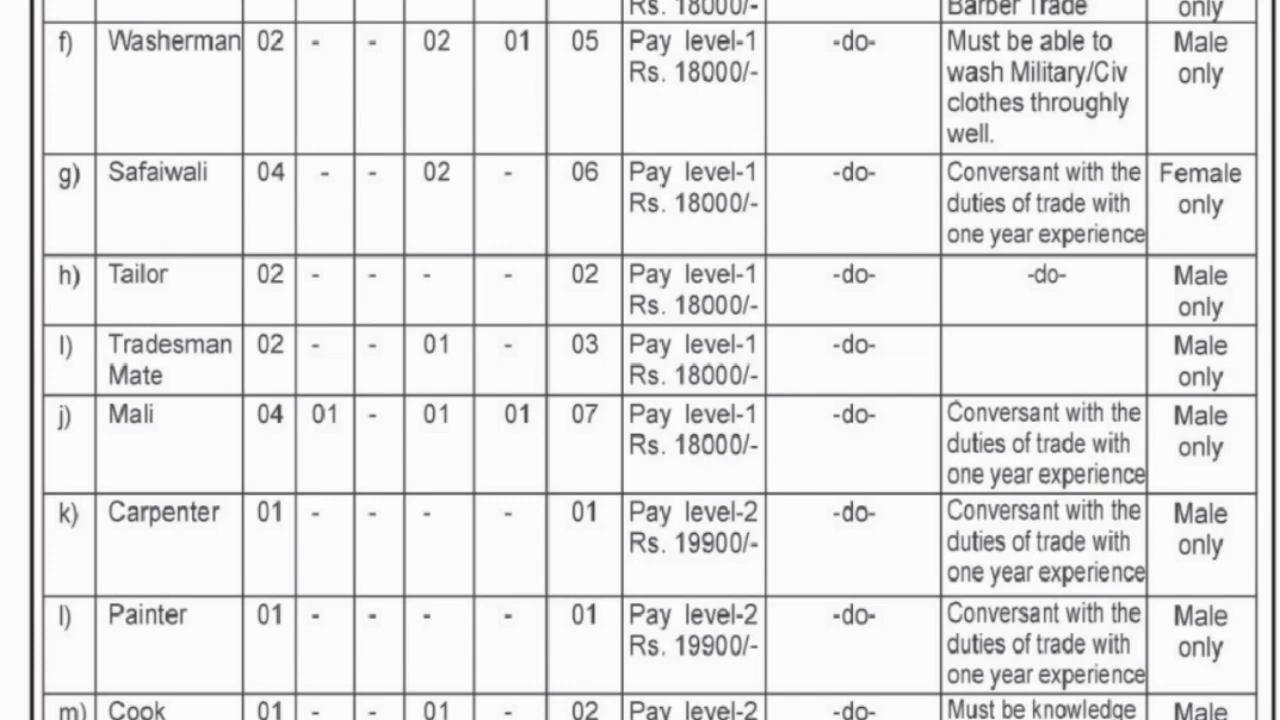 Rs. 18000/- Barber Trade only
f) Washerman 02 - - 02 01 05 Pay level-1 -do- Must be able to Male
Rs. 18000/- wash Military/Civ only
clothes throughly
well.
g) Safaiwali 04 - - 02 - 06 Pay level-1 -do- Conversant with the Female
Rs. 18000/- duties of trade with only
one year experience
h) Tailor 02 - - - - 02 Pay level-1 -do- -do- Male
Rs. 18000/- only
I) Tradesman 02 - - 01 - 03 Pay level-1 -do- Male
Mate Rs. 18000/- only
j) Mali 04 01 - 01 01 07 Pay level-1 -do- Conversant with the Male
Rs. 18000/- duties of trade with only
one year experience
k) Carpenter 01 - - - - 01 Pay level-2 -do- Conversant with the Male
Rs. 19900/- duties of trade with only
one year experience
l) Painter 01 - - - - 01 Pay level-2 -do- Conversant with the Male
Rs. 19900/- duties of trade with only
one year experience
m) Cook 01 - - 01 - 02 Pay level-2 -do- Must be knowledge Male